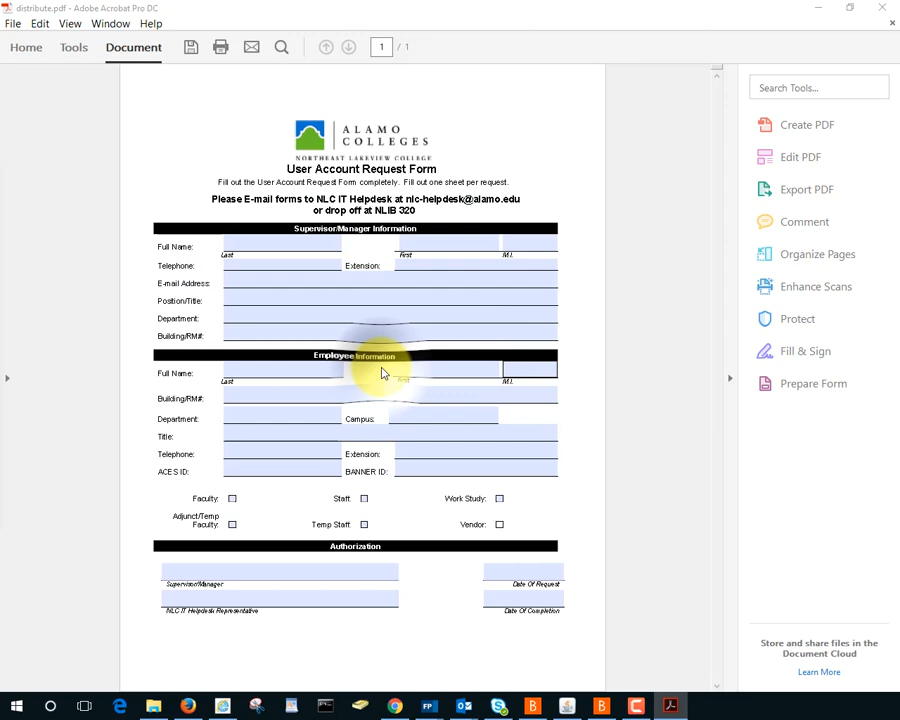 distribute.pdf - Adobe Acrobat Pro DC
File Edit View Window Help
Home Tools Document 1 / 1
Search Tools...
Create PDF
Edit PDF
Export PDF
Comment
Organize Pages
Enhance Scans
Protect
Fill & Sign
Prepare Form
Store and share files in the
Document Cloud
Learn More
ALAMO
COLLEGES
NORTHEAST LAKEVIEW COLLEGE
User Account Request Form
Fill out the User Account Request Form completely. Fill out one sheet per request.
Please E-mail forms to NLC IT Helpdesk at nlc-helpdesk@alamo.edu
or drop off at NLIB 320
Supervisor/Manager Information
Full Name:
Last First M.I.
Telephone: Extension:
E-mail Address:
Position/Title:
Department:
Building/RM#:
Employee Information
Full Name:
Last First M.I.
Building/RM#:
Department: Campus:
Title:
Telephone: Extension:
ACES ID: BANNER ID:
Faculty: Staff: Work Study:
Adjunct/Temp
Faculty: Temp Staff: Vendor:
Authorization
Supervisor/Manager Date Of Request
NLC IT Helpdesk Representative Date Of Completion
FP B B C